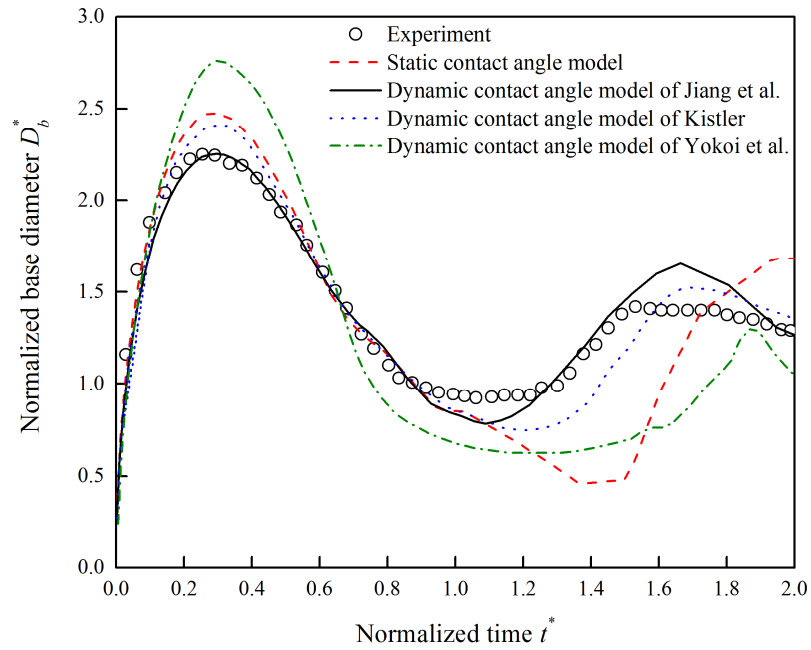 3.0
2.5
2.0
1.5
1.0
0.5
0.0
Normalized base diameter D_b^*
Experiment
Static contact angle model
Dynamic contact angle model of Jiang et al.
Dynamic contact angle model of Kistler
Dynamic contact angle model of Yokoi et al.
0.0 0.2 0.4 0.6 0.8 1.0 1.2 1.4 1.6 1.8 2.0
Normalized time t^*